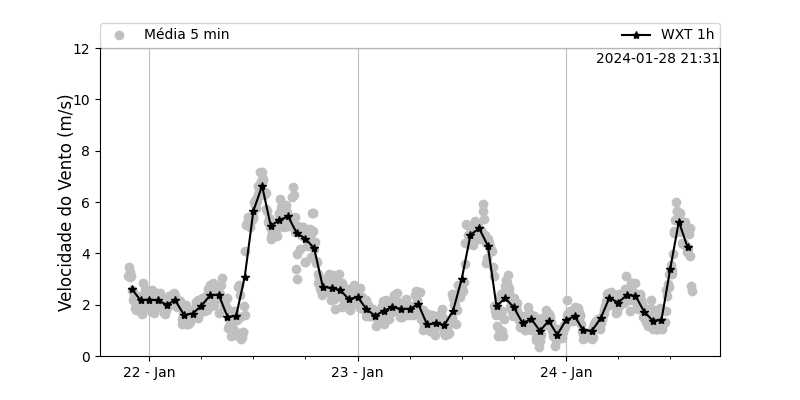 Média 5 min
WXT 1h
2024-01-28 21:31
Velocidade do Vento (m/s)
12
10
8
6
4
2
0
22 - Jan
23 - Jan
24 - Jan